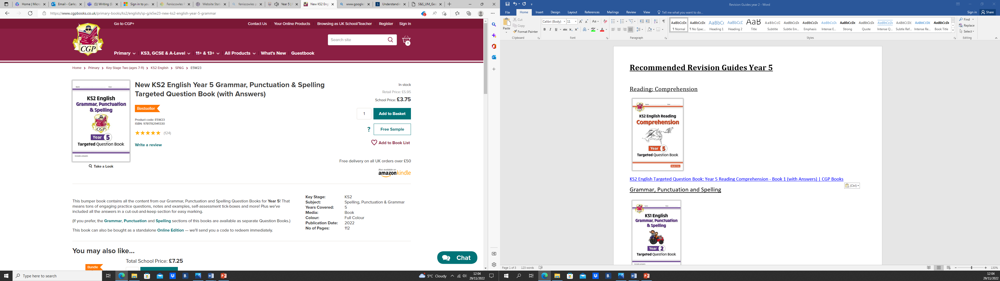 Home | Micro
Email - Carley
(1) Writing (E
Sign in to you
Feniscowles P
Website Statis
feniscowles p
Year 5 | 
New KS2 Eng
www.google.
Understandin
S&S_UM_Geo
https://www.cgpbooks.co.uk/primary-books/ks2/english/sp-g/e5w23-new-ks2-english-year-5-grammar
Go to CGP+
Contact Us
Your Online Products
Browsing as UK School/Teacher
Register
Sign In
CGP
CGP
Search site
0
Primary
KS3, GCSE & A-Level
11+ & 13+
All Products
What's New
Guestbook
Home > Primary > Key Stage Two (ages 7-11) > KS2 English > SP&G > E5W23
Name: Class:
KS2 English
Grammar, Punctuation
& Spelling
CGP
Year 5
Targeted Question Book
Includes answers
Take a Look
New KS2 English Year 5 Grammar, Punctuation & Spelling
Targeted Question Book (with Answers)
Bestseller
Product code: E5W23
ISBN: 9781782941330
(124)
Write a review
In stock
Retail Price: £5.95
School Price: £3.75
1
Add to Basket
? Free Sample
Add to Book List
Free delivery on all UK orders over £50
Also available on
amazonkindle
This bumper book contains all the content from our Grammar, Punctuation and Spelling Question Books for Year 5! That
means tons of engaging practice questions, notes and examples, self-assessment tick-boxes and more! Plus we've
included all the answers in a cut-out-and-keep section for easy marking.
(If you prefer, the Grammar, Punctuation and Spelling sections of this books are available as separate Question Books.)
This book can also be bought as a standalone Online Edition — we'll send you a code to redeem immediately.
Key Stage: KS2
Subject: Spelling, Punctuation & Grammar
Years Covered: 5
Media: Book
Colour: Full Colour
Publication Date: 2022
No of Pages: 112
You may also like...
Total School Price: £7.25
Bundle
Chat
Type here to search
5°C Cloudy
12:04
29/11/2022
Revision Guides year 2 - Word
File Home Insert Design Layout References Mailings Review View Tell me what you want to do...
Sign in Share
Paste
Cut
Copy
Format Painter
Clipboard
Calibri (Body) 11
Font
Paragraph
AaBbCcDc AaBbCcDc AaBbCc AaBbCcD AaB AaBbCcD AaBbCcDc AaBbCcDc AaBbCcDc AaBbCcDc AaBbCcDc AaBbCcDc AABBCCDD AABBCCDD AaBbCcDc
¶ Normal ¶ No Spac... Heading 1 Heading 2 Title Subtitle Subtle Em... Emphasis Intense E... Strong Quote Intense Q... Subtle Ref... Intense Re... Book Title
Styles
Find
Replace
Select
Editing
Recommended Revision Guides Year 5
Reading: Comprehension
Name: Class:
KS2 English Reading
Comprehension
Year 5
Targeted Question Book
Book One
KS2 English Targeted Question Book: Year 5 Reading Comprehension - Book 1 (with Answers) | CGP Books
(Ctrl)
Grammar, Punctuation and Spelling
Name: Class:
KS1 English
Grammar, Punctuation
& Spelling
Year 2
Targeted Question Book
Includes answers
Page 1 of 3 123 words
130%
12:04
29/11/2022